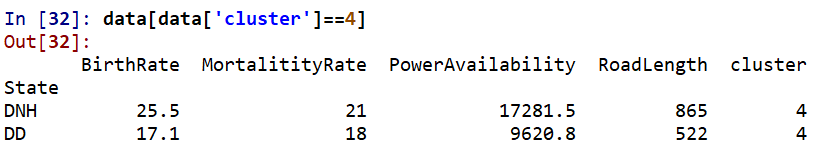 In [32]: data[data['cluster']==4]
Out[32]:
BirthRate MortalitityRate PowerAvailability RoadLength cluster
State
DNH 25.5 21 17281.5 865 4
DD 17.1 18 9620.8 522 4